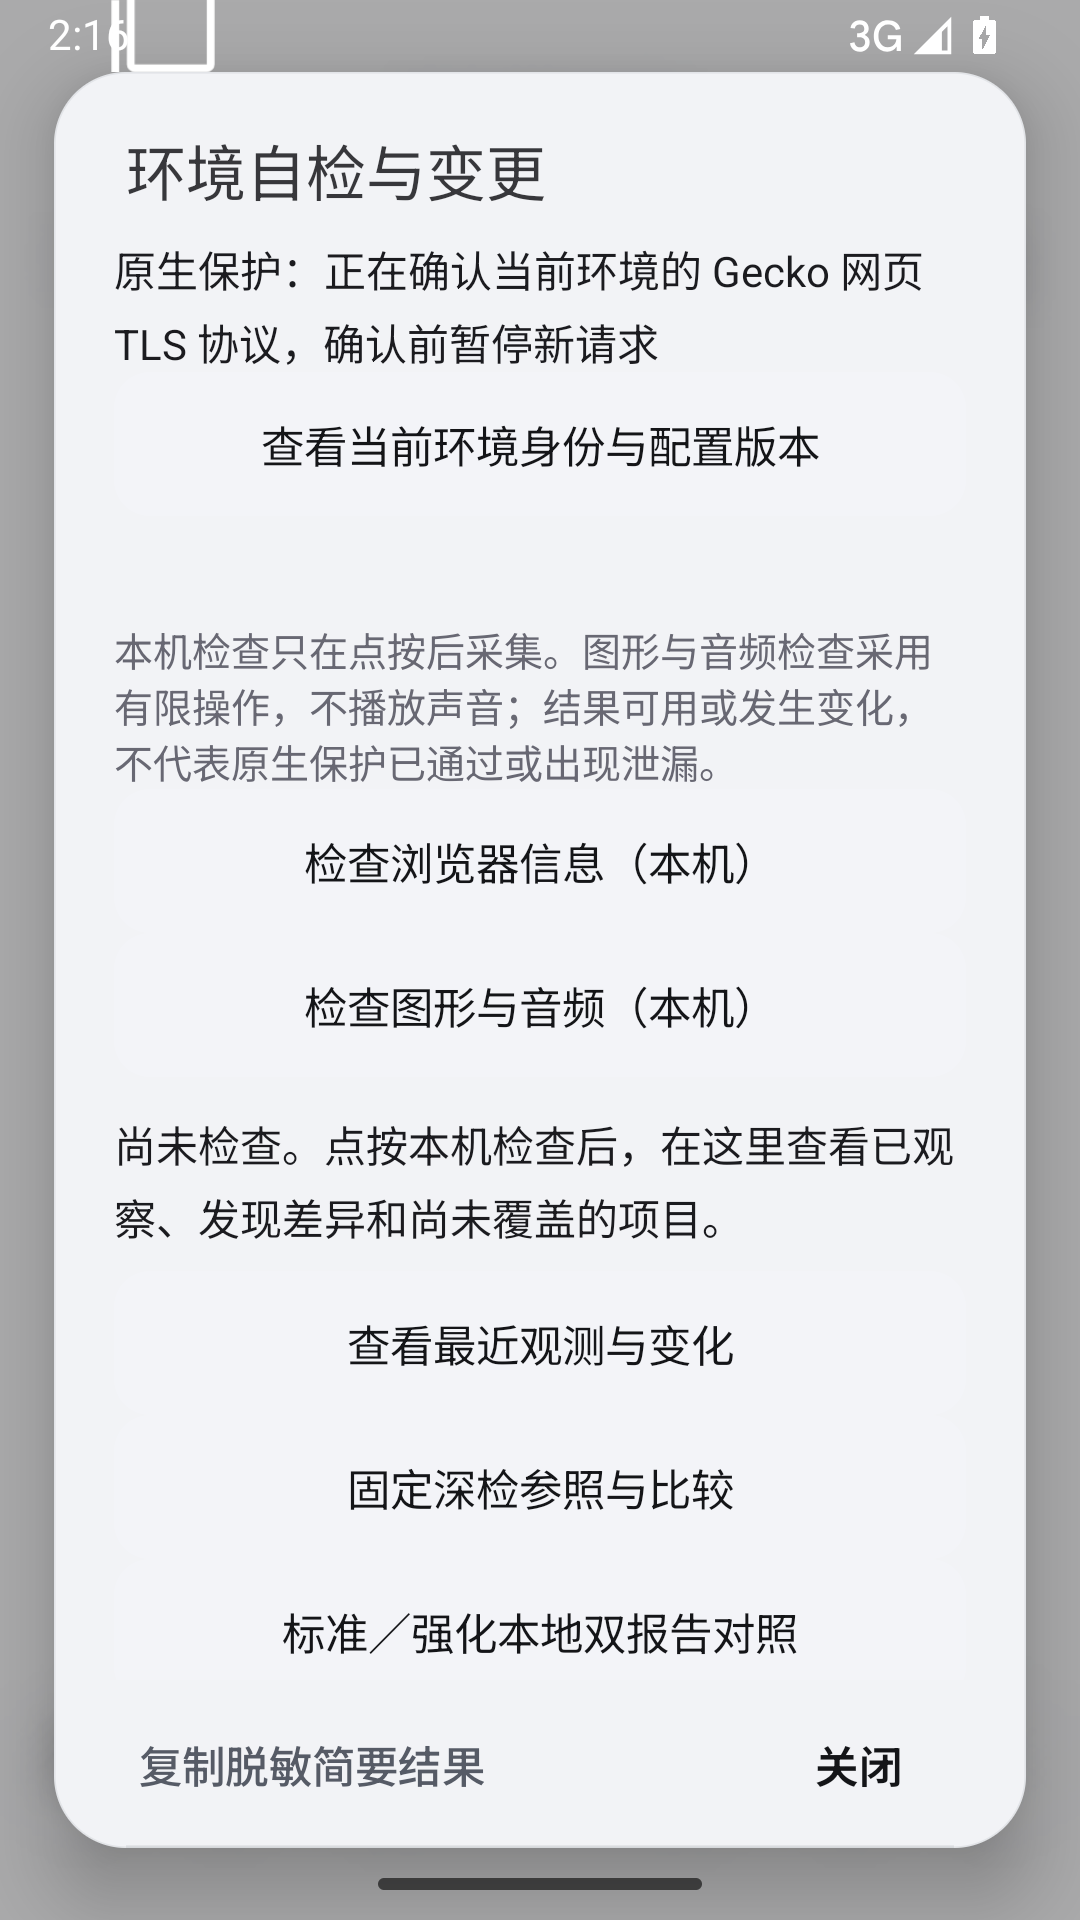 2:16
3G
环境自检与变更
原生保护：正在确认当前环境的 Gecko 网页
TLS 协议，确认前暂停新请求
查看当前环境身份与配置版本
本机检查只在点按后采集。图形与音频检查采用
有限操作，不播放声音；结果可用或发生变化，
不代表原生保护已通过或出现泄漏。
检查浏览器信息（本机）
检查图形与音频（本机）
尚未检查。点按本机检查后，在这里查看已观
察、发现差异和尚未覆盖的项目。
查看最近观测与变化
固定深检参照与比较
标准／强化本地双报告对照
复制脱敏简要结果
关闭